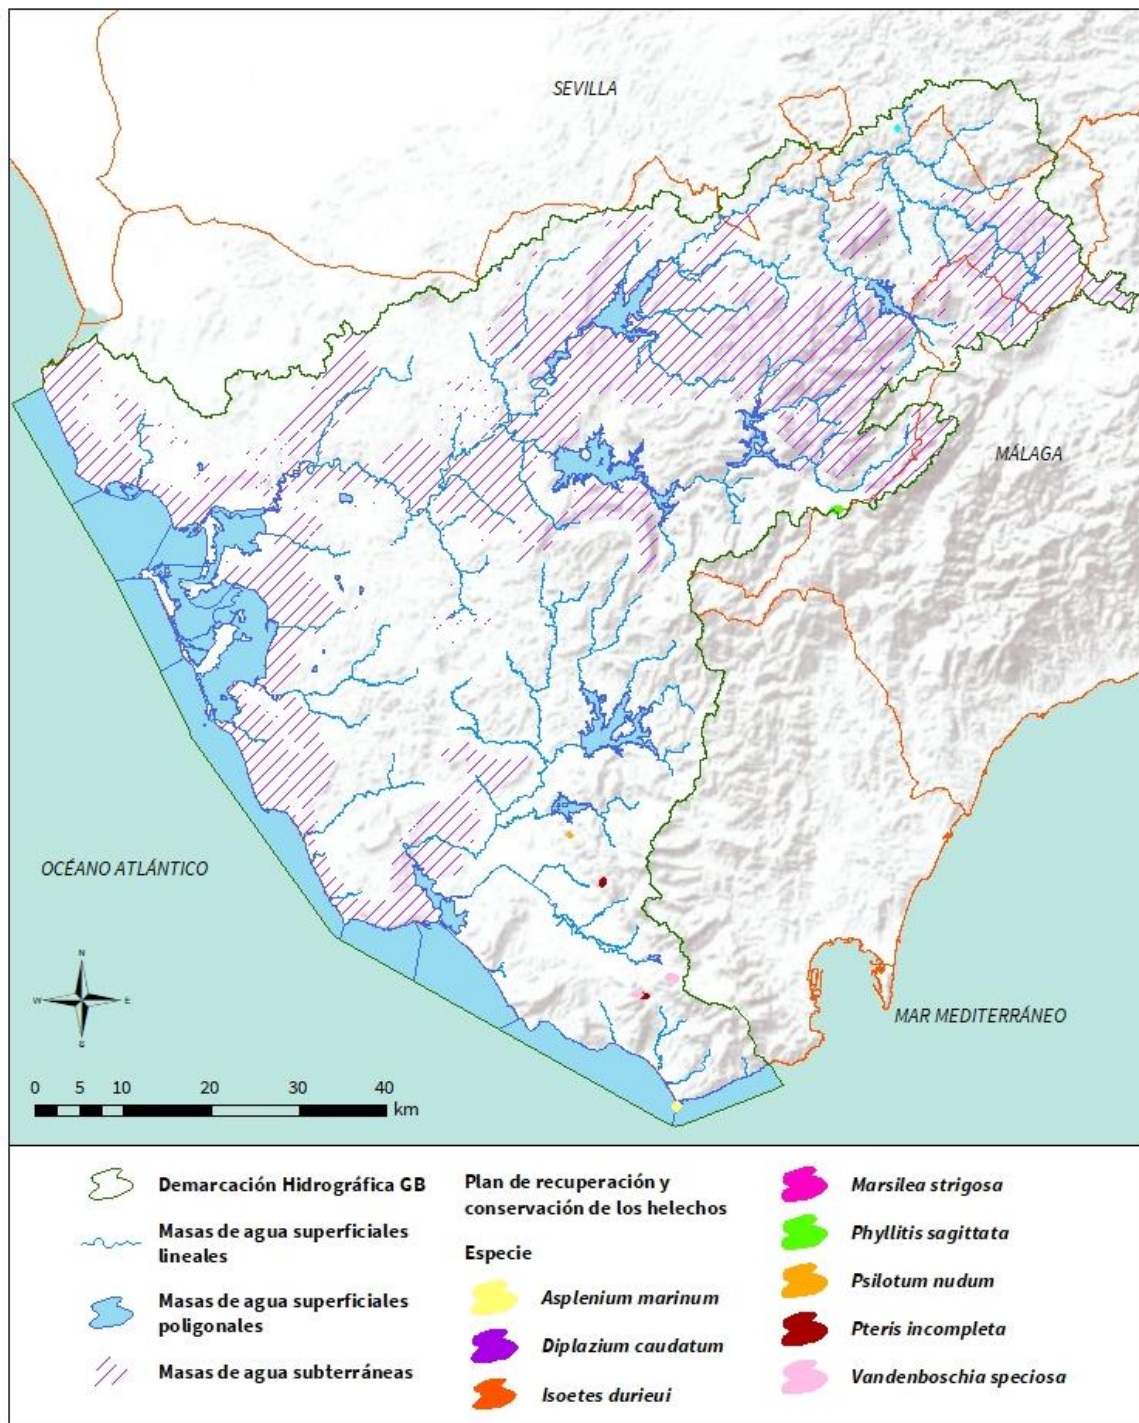 SEVILLA
MÁLAGA
OCÉANO ATLÁNTICO
MAR MEDITERRÁNEO
N
W
E
S
0 5 10 20 30 40
km
Demarcación Hidrográfica GB
Masas de agua superficiales
lineales
Masas de agua superficiales
poligonales
Masas de agua subterráneas
Plan de recuperación y
conservación de los helechos
Especie
Asplenium marinum
Diplazium caudatum
Isoetes durieui
Marsilea strigosa
Phyllitis sagittata
Psilotum nudum
Pteris incompleta
Vandenboschia speciosa